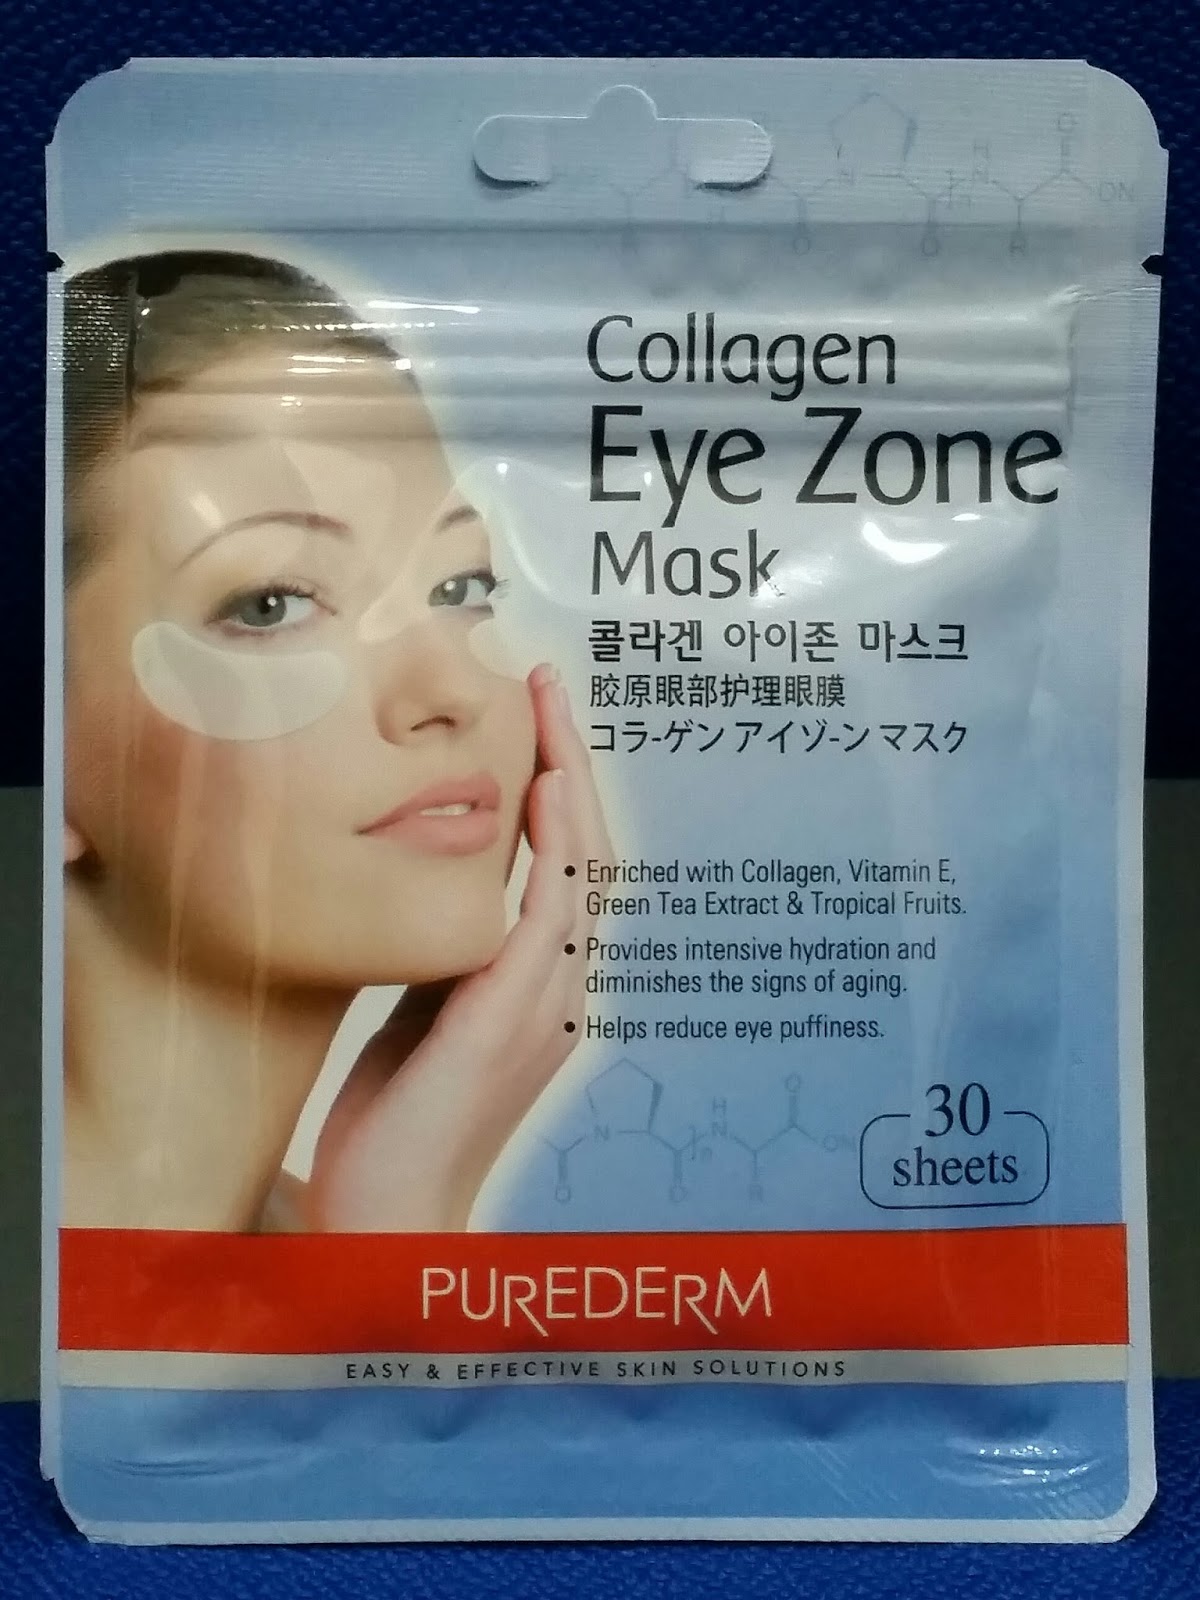 Collagen
Eye Zone
Mask
콜라겐 아이존 마스크
胶原眼部护理眼膜
コラ-ゲン アイゾ-ン マスク
• Enriched with Collagen, Vitamin E,
Green Tea Extract & Tropical Fruits.
• Provides intensive hydration and
diminishes the signs of aging.
• Helps reduce eye puffiness.
30
sheets
PUREDERM
EASY & EFFECTIVE SKIN SOLUTIONS